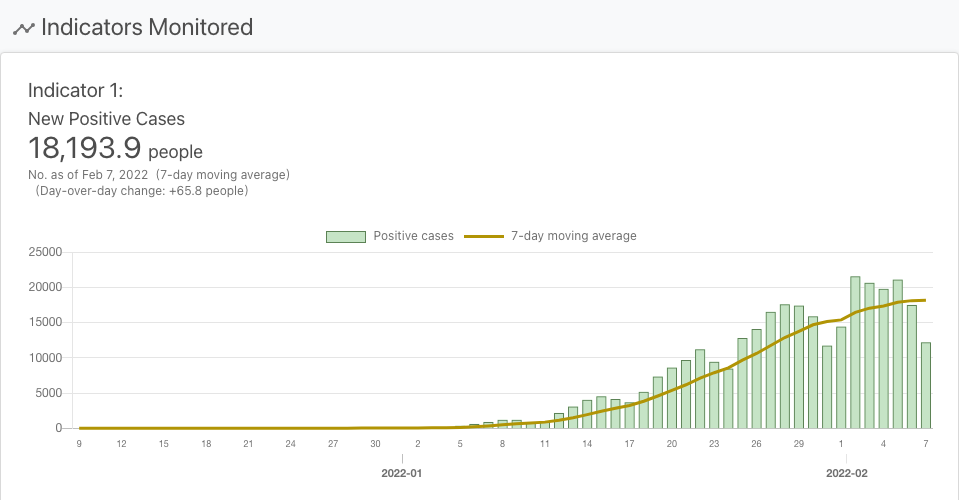 Indicators Monitored
Indicator 1:
New Positive Cases
18,193.9 people
No. as of Feb 7, 2022 (7-day moving average)
(Day-over-day change: +65.8 people)
Positive cases 7-day moving average
25000
20000
15000
10000
5000
0
9 12 15 18 21 24 27 30 2 5 8 11 14 17 20 23 26 29 1 4 7
2022-01 2022-02